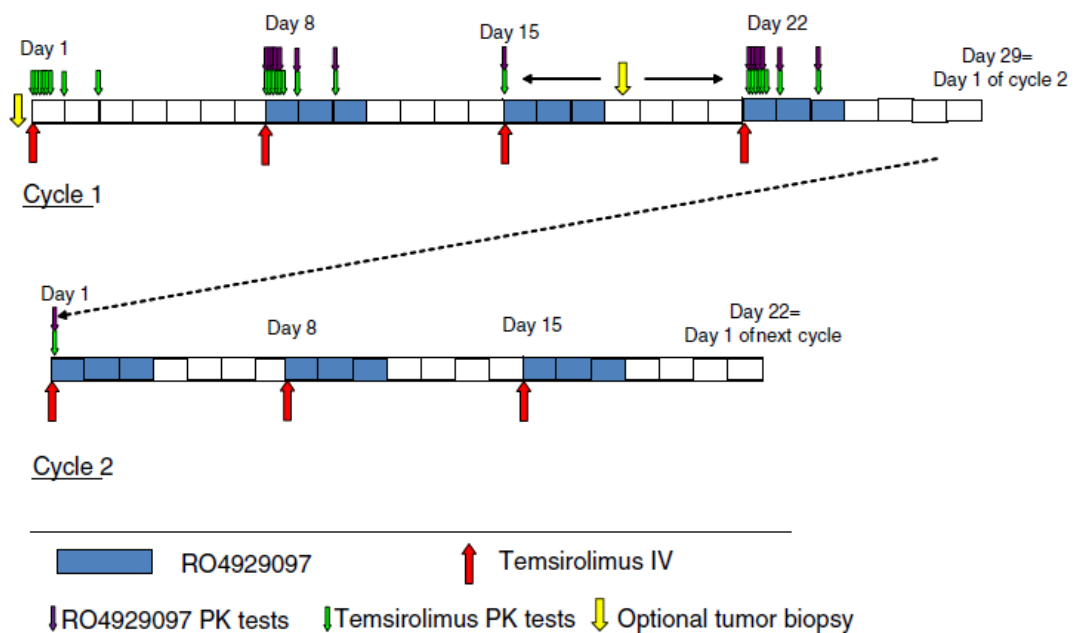 Day 1
Day 8
Day 15
Day 22
Day 29=
Day 1 of cycle 2
Cycle 1
Day 1
Day 8
Day 15
Day 22=
Day 1 of next cycle
Cycle 2
RO4929097
Temsirolimus IV
RO4929097 PK tests
Temsirolimus PK tests
Optional tumor biopsy